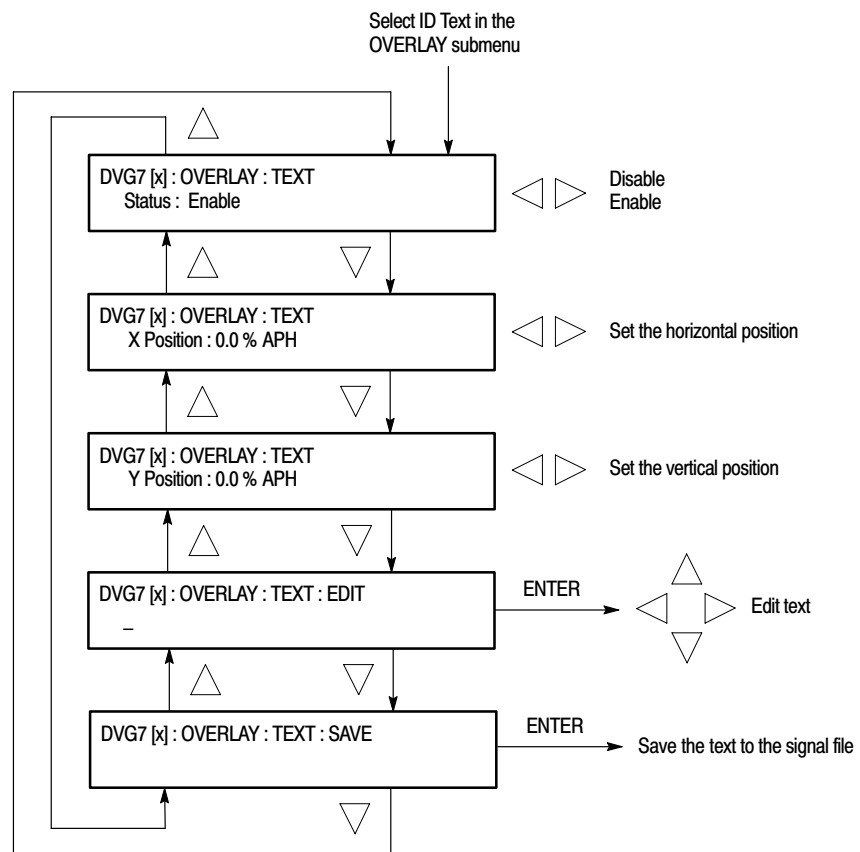 Select ID Text in the
OVERLAY submenu
DVG7 [x] : OVERLAY : TEXT
Status : Enable
Disable
Enable
DVG7 [x] : OVERLAY : TEXT
X Position : 0.0 % APH
Set the horizontal position
DVG7 [x] : OVERLAY : TEXT
Y Position : 0.0 % APH
Set the vertical position
DVG7 [x] : OVERLAY : TEXT : EDIT
_
ENTER
Edit text
DVG7 [x] : OVERLAY : TEXT : SAVE
ENTER
Save the text to the signal file